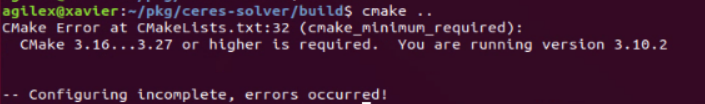 agilex@xavier:~/pkg/ceres-solver/build$ cmake ..
CMake Error at CMakeLists.txt:32 (cmake_minimum_required):
  CMake 3.16...3.27 or higher is required.  You are running version 3.10.2
-- Configuring incomplete, errors occurred!